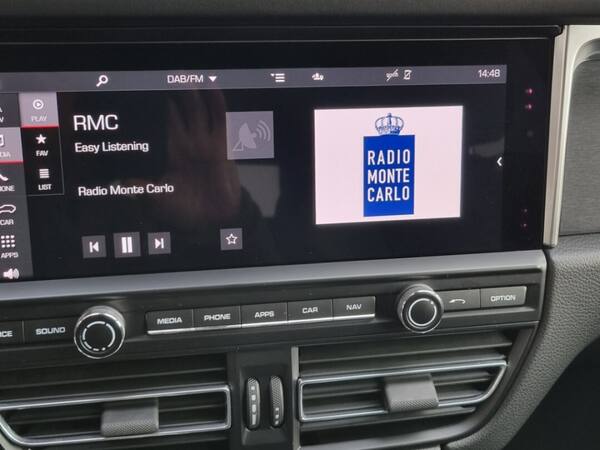 DAB/FM
14:48
PLAY
FAV
LIST
CAR
APPS
RMC
Easy Listening
Radio Monte Carlo
RADIO
MONTE
CARLO
SOUND
MEDIA
PHONE
APPS
CAR
NAV
OPTION